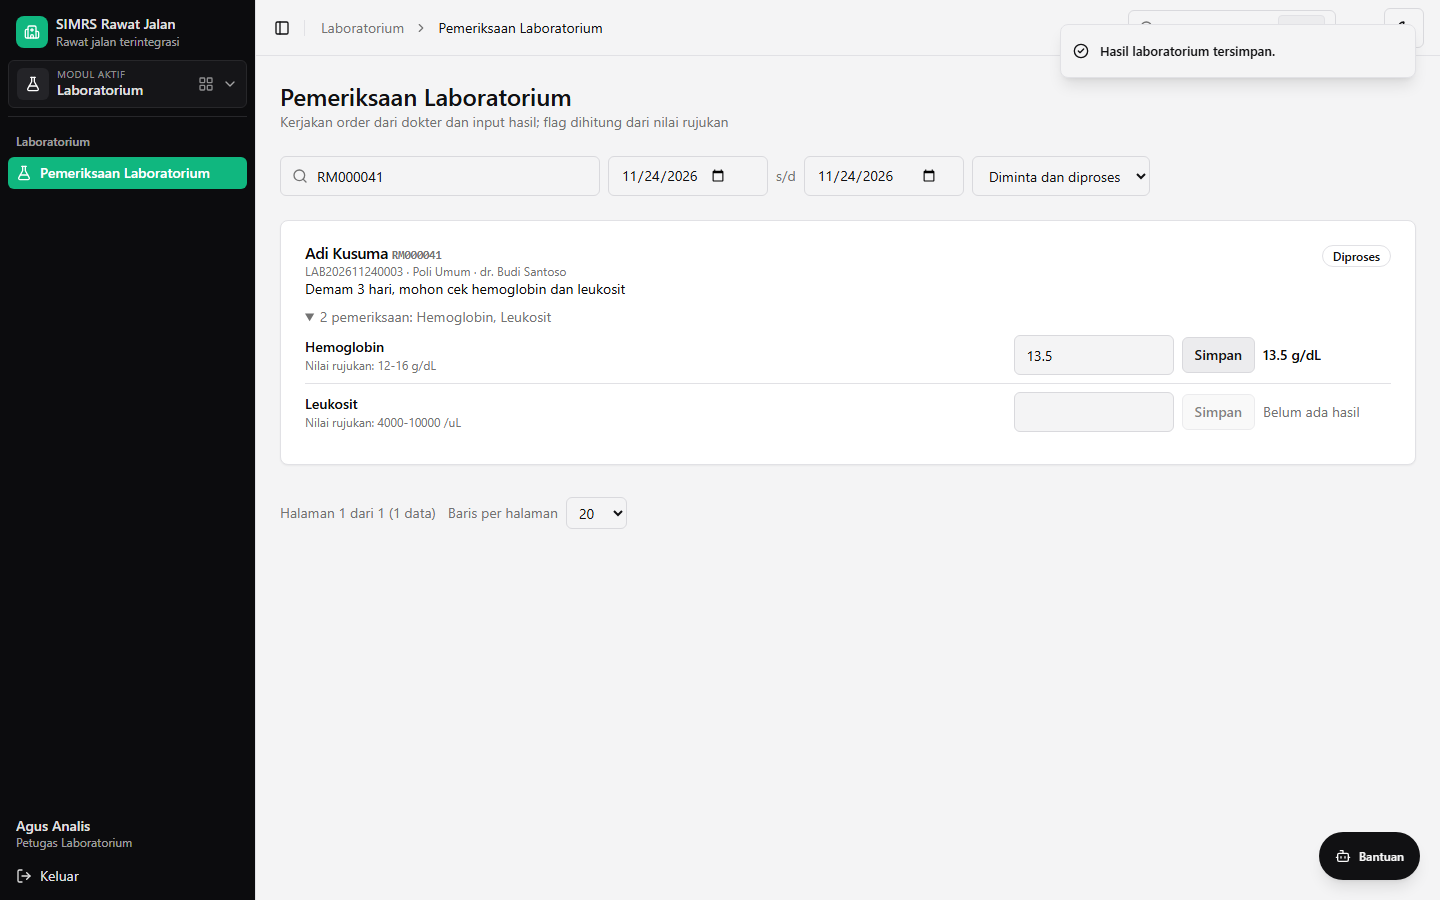 SIMRS Rawat Jalan
Rawat jalan terintegrasi
MODUL AKTIF
Laboratorium
Laboratorium
Pemeriksaan Laboratorium
Agus Analis
Petugas Laboratorium
Keluar
Laboratorium > Pemeriksaan Laboratorium
Hasil laboratorium tersimpan.
Pemeriksaan Laboratorium
Kerjakan order dari dokter dan input hasil; flag dihitung dari nilai rujukan
RM000041 11/24/2026 s/d 11/24/2026 Diminta dan diproses
Adi Kusuma RM000041 Diproses
LAB202611240003 · Poli Umum · dr. Budi Santoso
Demam 3 hari, mohon cek hemoglobin dan leukosit
▼ 2 pemeriksaan: Hemoglobin, Leukosit
Hemoglobin
Nilai rujukan: 12-16 g/dL
13.5 Simpan 13.5 g/dL
Leukosit
Nilai rujukan: 4000-10000 /uL
Simpan Belum ada hasil
Halaman 1 dari 1 (1 data) Baris per halaman 20
Bantuan